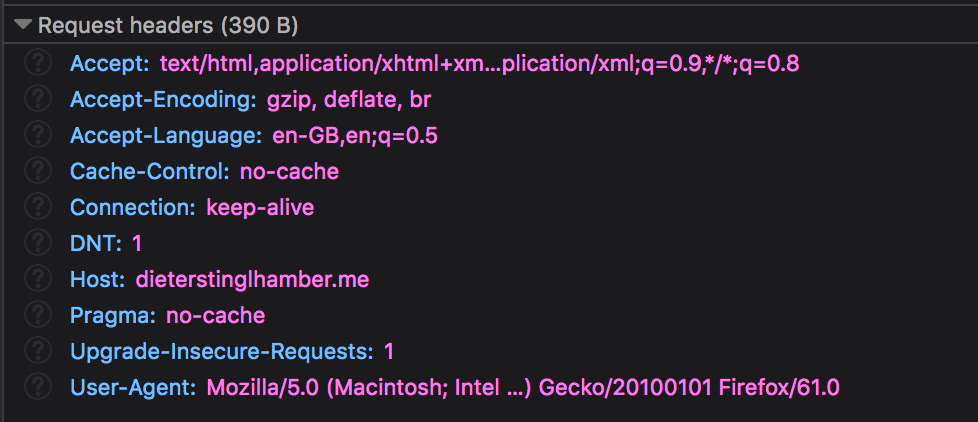 Request headers (390 B)
Accept: text/html,application/xhtml+xm…plication/xml;q=0.9,*/*;q=0.8
Accept-Encoding: gzip, deflate, br
Accept-Language: en-GB,en;q=0.5
Cache-Control: no-cache
Connection: keep-alive
DNT: 1
Host: dieterstinglhamber.me
Pragma: no-cache
Upgrade-Insecure-Requests: 1
User-Agent: Mozilla/5.0 (Macintosh; Intel …) Gecko/20100101 Firefox/61.0